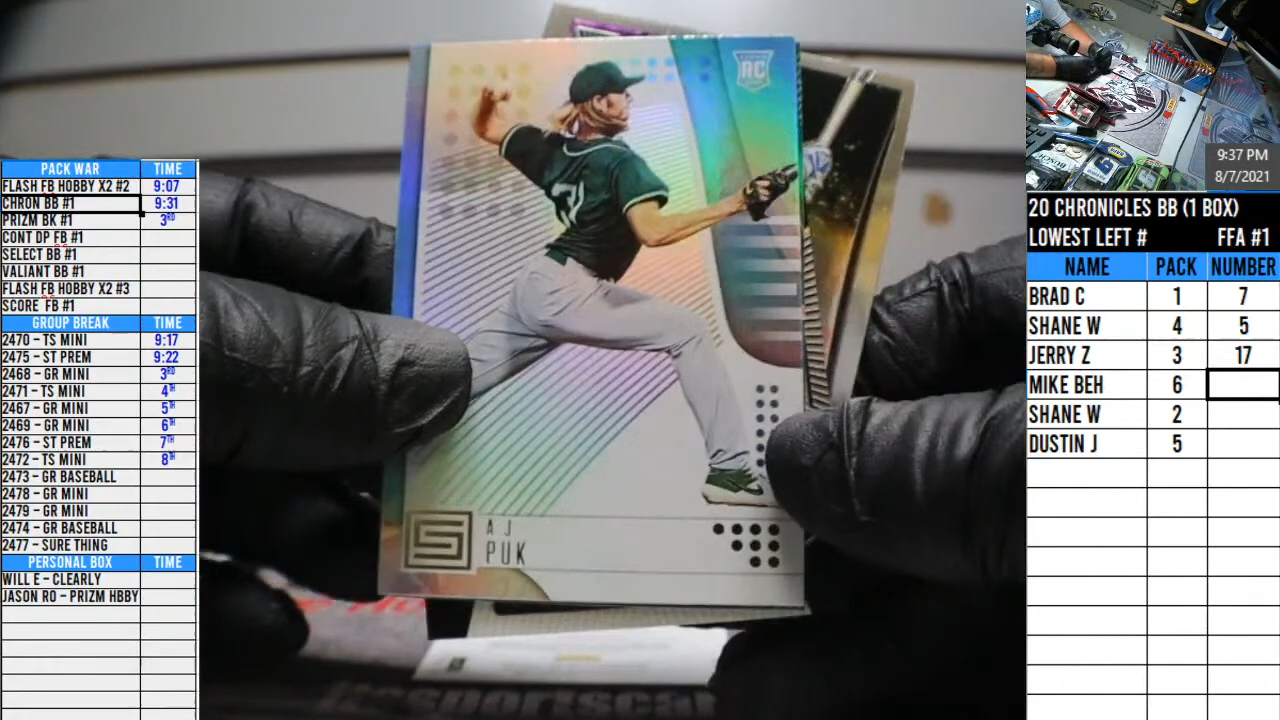 PACK WAR TIME
FLASH FB HOBBY X2 #2 9:07
CHRON BB #1 9:31
PRIZM BK #1 3RD
CONT DP FB #1
SELECT BB #1
VALIANT BB #1
FLASH FB HOBBY X2 #3
SCORE FB #1
GROUP BREAK TIME
2470 – TS MINI 9:17
2475 – ST PREM 9:22
2468 – GR MINI 3RD
2471 – TS MINI 4TH
2467 – GR MINI 5TH
2469 – GR MINI 6TH
2476 – ST PREM 7TH
2472 – TS MINI 8TH
2473 – GR BASEBALL
2478 – GR MINI
2479 – GR MINI
2474 – GR BASEBALL
2477 – SURE THING
PERSONAL BOX TIME
WILL E – CLEARLY
JASON RO – PRIZM HBBY
RC
A J
PUK
sportscar
9:37 PM
8/7/2021
20 CHRONICLES BB (1 BOX)
LOWEST LEFT # FFA #1
NAME PACK NUMBER
BRAD C 1 7
SHANE W 4 5
JERRY Z 3 17
MIKE BEH 6
SHANE W 2
DUSTIN J 5